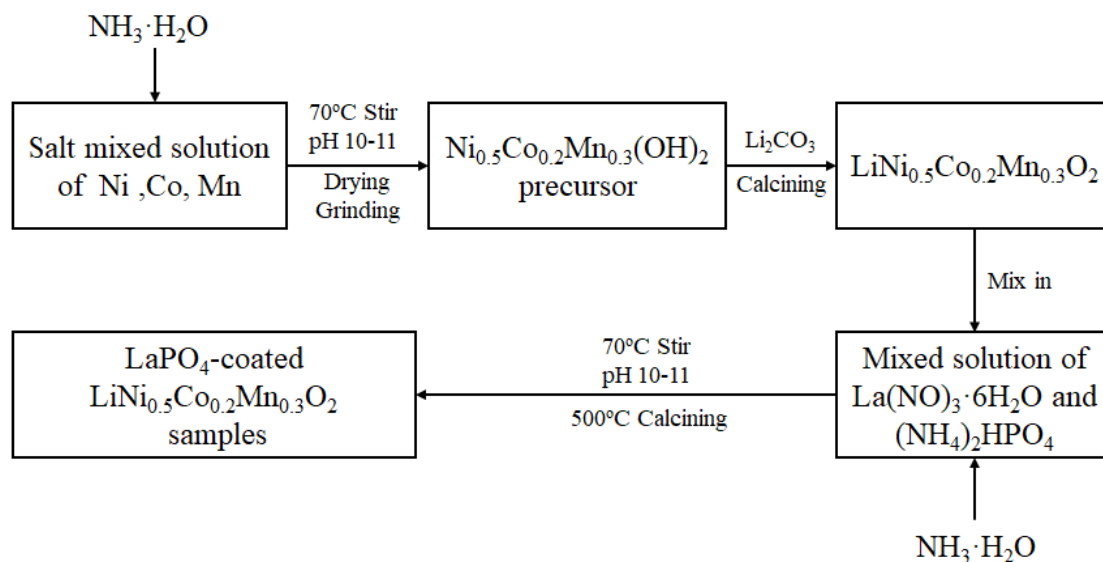 NH₃·H₂O
Salt mixed solution
of Ni ,Co, Mn
70°C Stir
pH 10-11
Drying
Grinding
Ni₀.₅Co₀.₂Mn₀.₃(OH)₂
precursor
Li₂CO₃
Calcining
LiNi₀.₅Co₀.₂Mn₀.₃O₂
Mix in
Mixed solution of
La(NO)₃·6H₂O and
(NH₄)₂HPO₄
NH₃·H₂O
70°C Stir
pH 10-11
500°C Calcining
LaPO₄-coated
LiNi₀.₅Co₀.₂Mn₀.₃O₂
samples